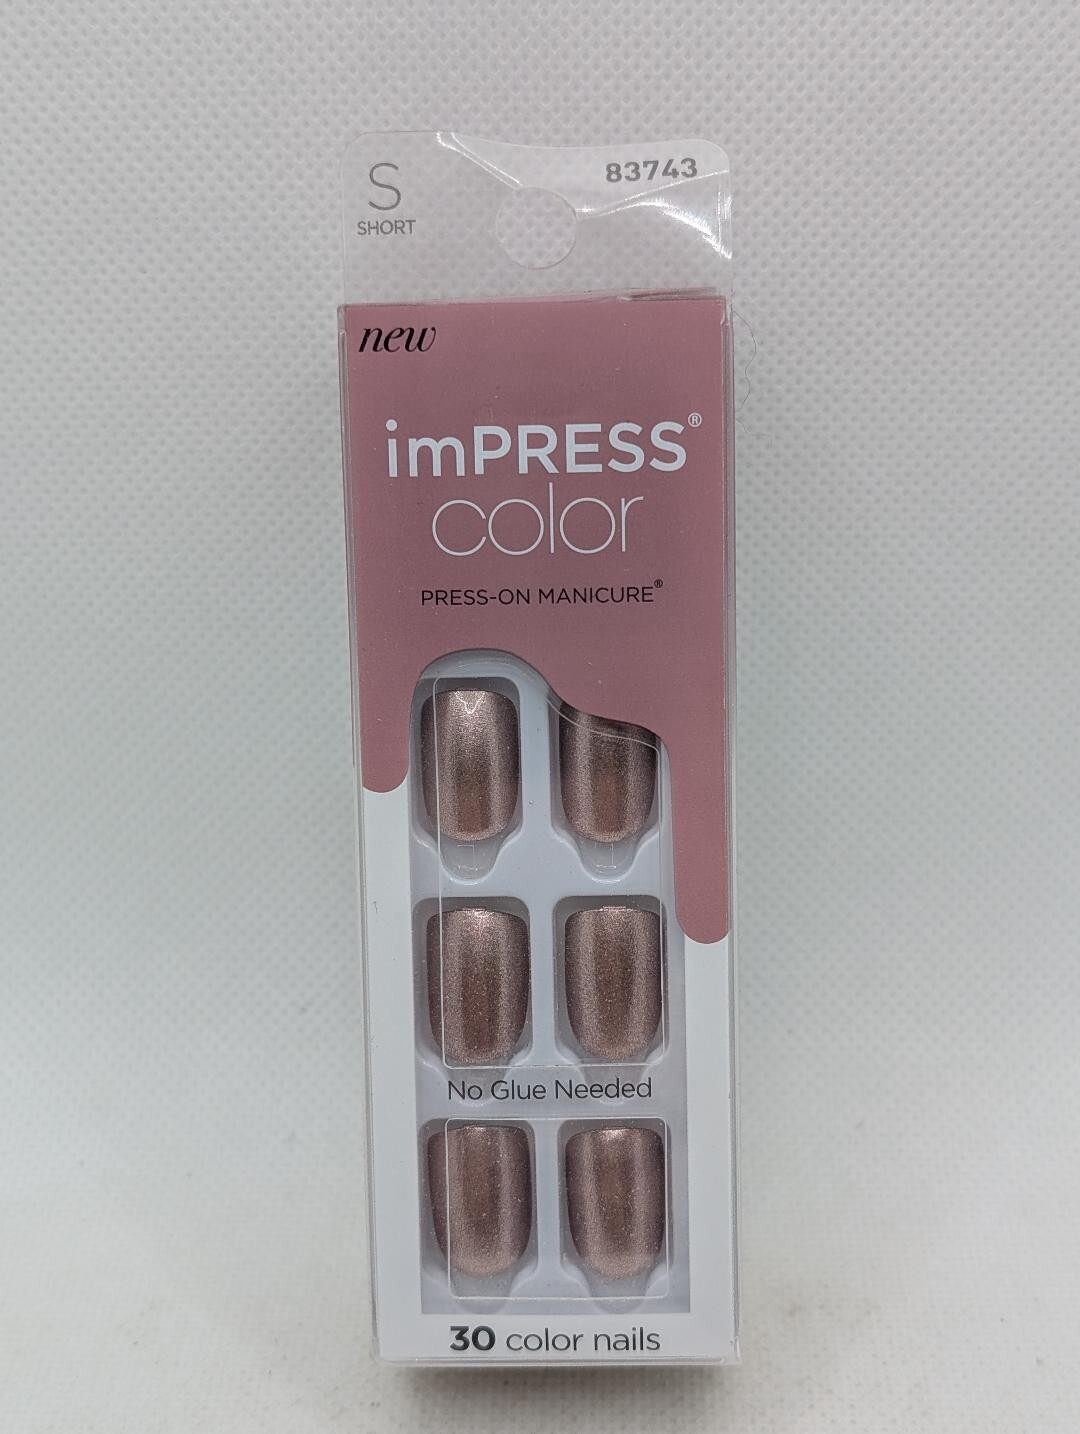 S
SHORT
83743
new
imPRESS®
color
PRESS-ON MANICURE®
No Glue Needed
30 color nails